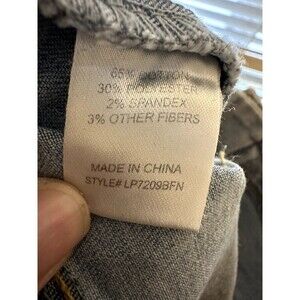 65% COTTON
30% POLYESTER
2% SPANDEX
3% OTHER FIBERS
MADE IN CHINA
STYLE# LP7209BFN